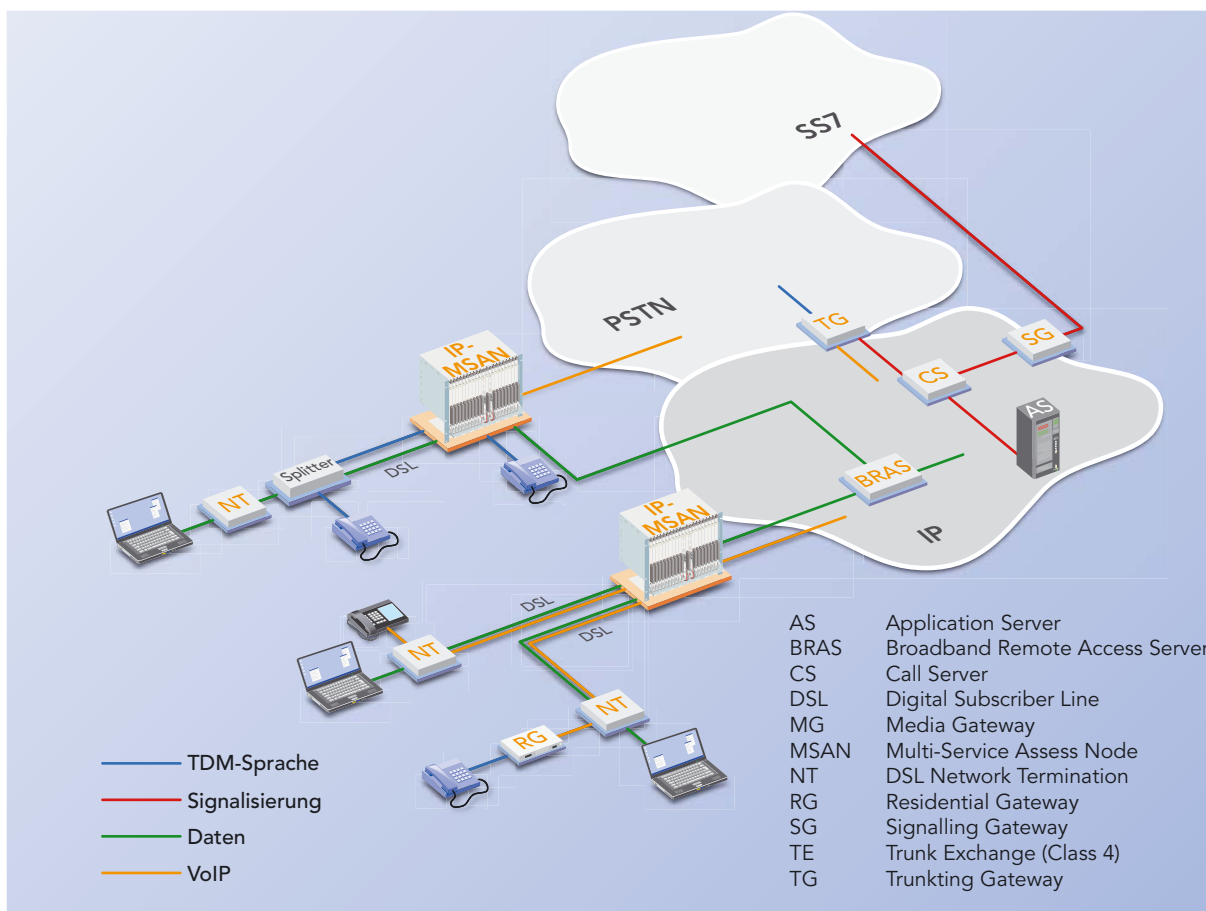 SS7
PSTN
TG
SG
CS
AS
IP-
MSAN
DSL
Splitter
NT
BRAS
IP
IP-
MSAN
DSL
DSL
NT
NT
RG
TDM-Sprache
Signalisierung
Daten
VoIP
AS Application Server
BRAS Broadband Remote Access Server
CS Call Server
DSL Digital Subscriber Line
MG Media Gateway
MSAN Multi-Service Assess Node
NT DSL Network Termination
RG Residential Gateway
SG Signalling Gateway
TE Trunk Exchange (Class 4)
TG Trunkting Gateway